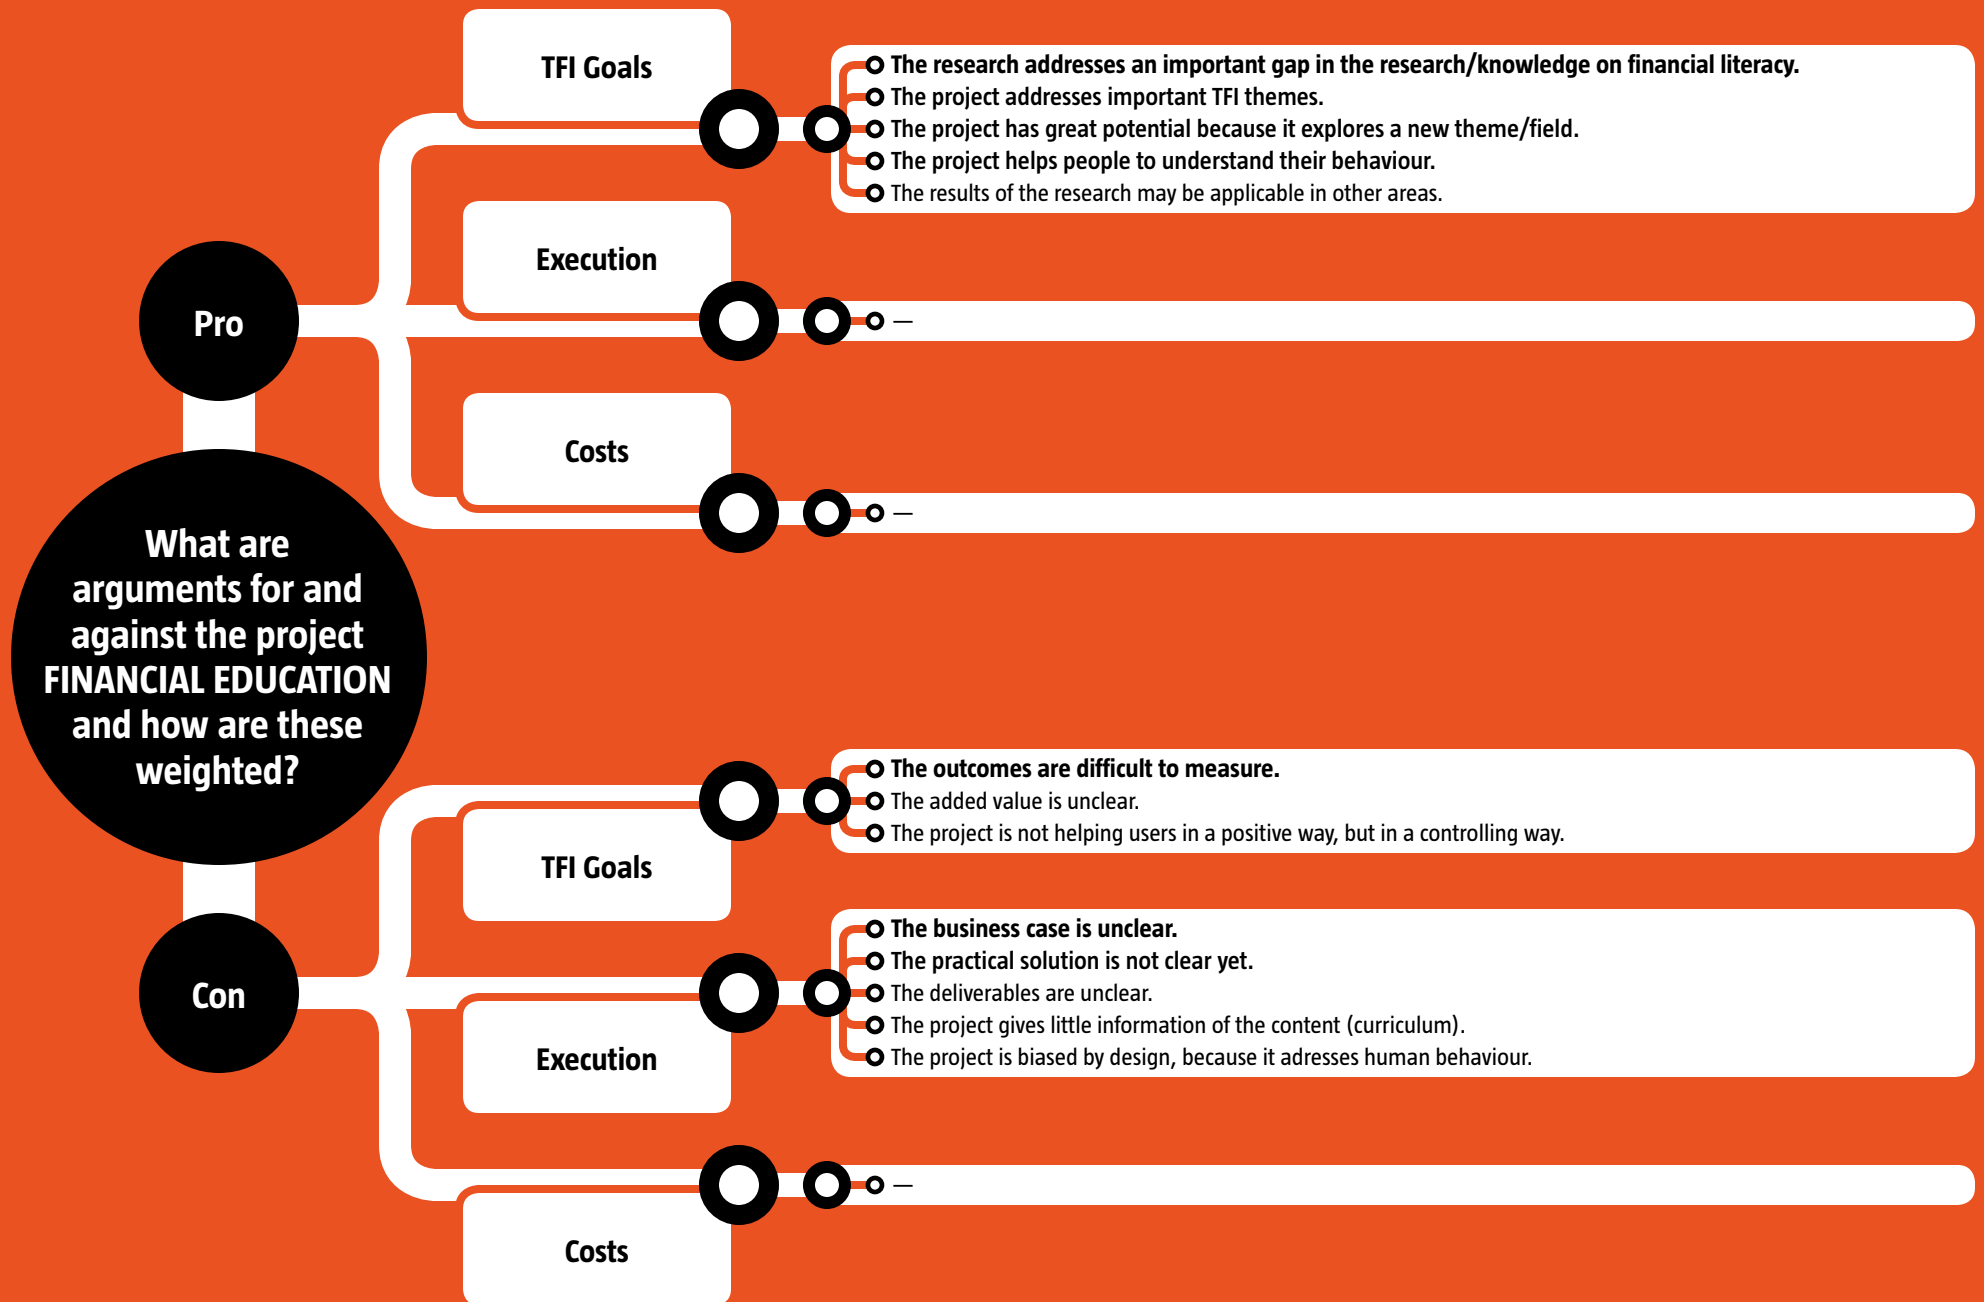 TFI Goals
The research addresses an important gap in the research/knowledge on financial literacy.
The project addresses important TFI themes.
The project has great potential because it explores a new theme/field.
The project helps people to understand their behaviour.
The results of the research may be applicable in other areas.
Execution
—
Costs
—
Pro
What are
arguments for and
against the project
FINANCIAL EDUCATION
and how are these
weighted?
Con
TFI Goals
The outcomes are difficult to measure.
The added value is unclear.
The project is not helping users in a positive way, but in a controlling way.
Execution
The business case is unclear.
The practical solution is not clear yet.
The deliverables are unclear.
The project gives little information of the content (curriculum).
The project is biased by design, because it adresses human behaviour.
Costs
—